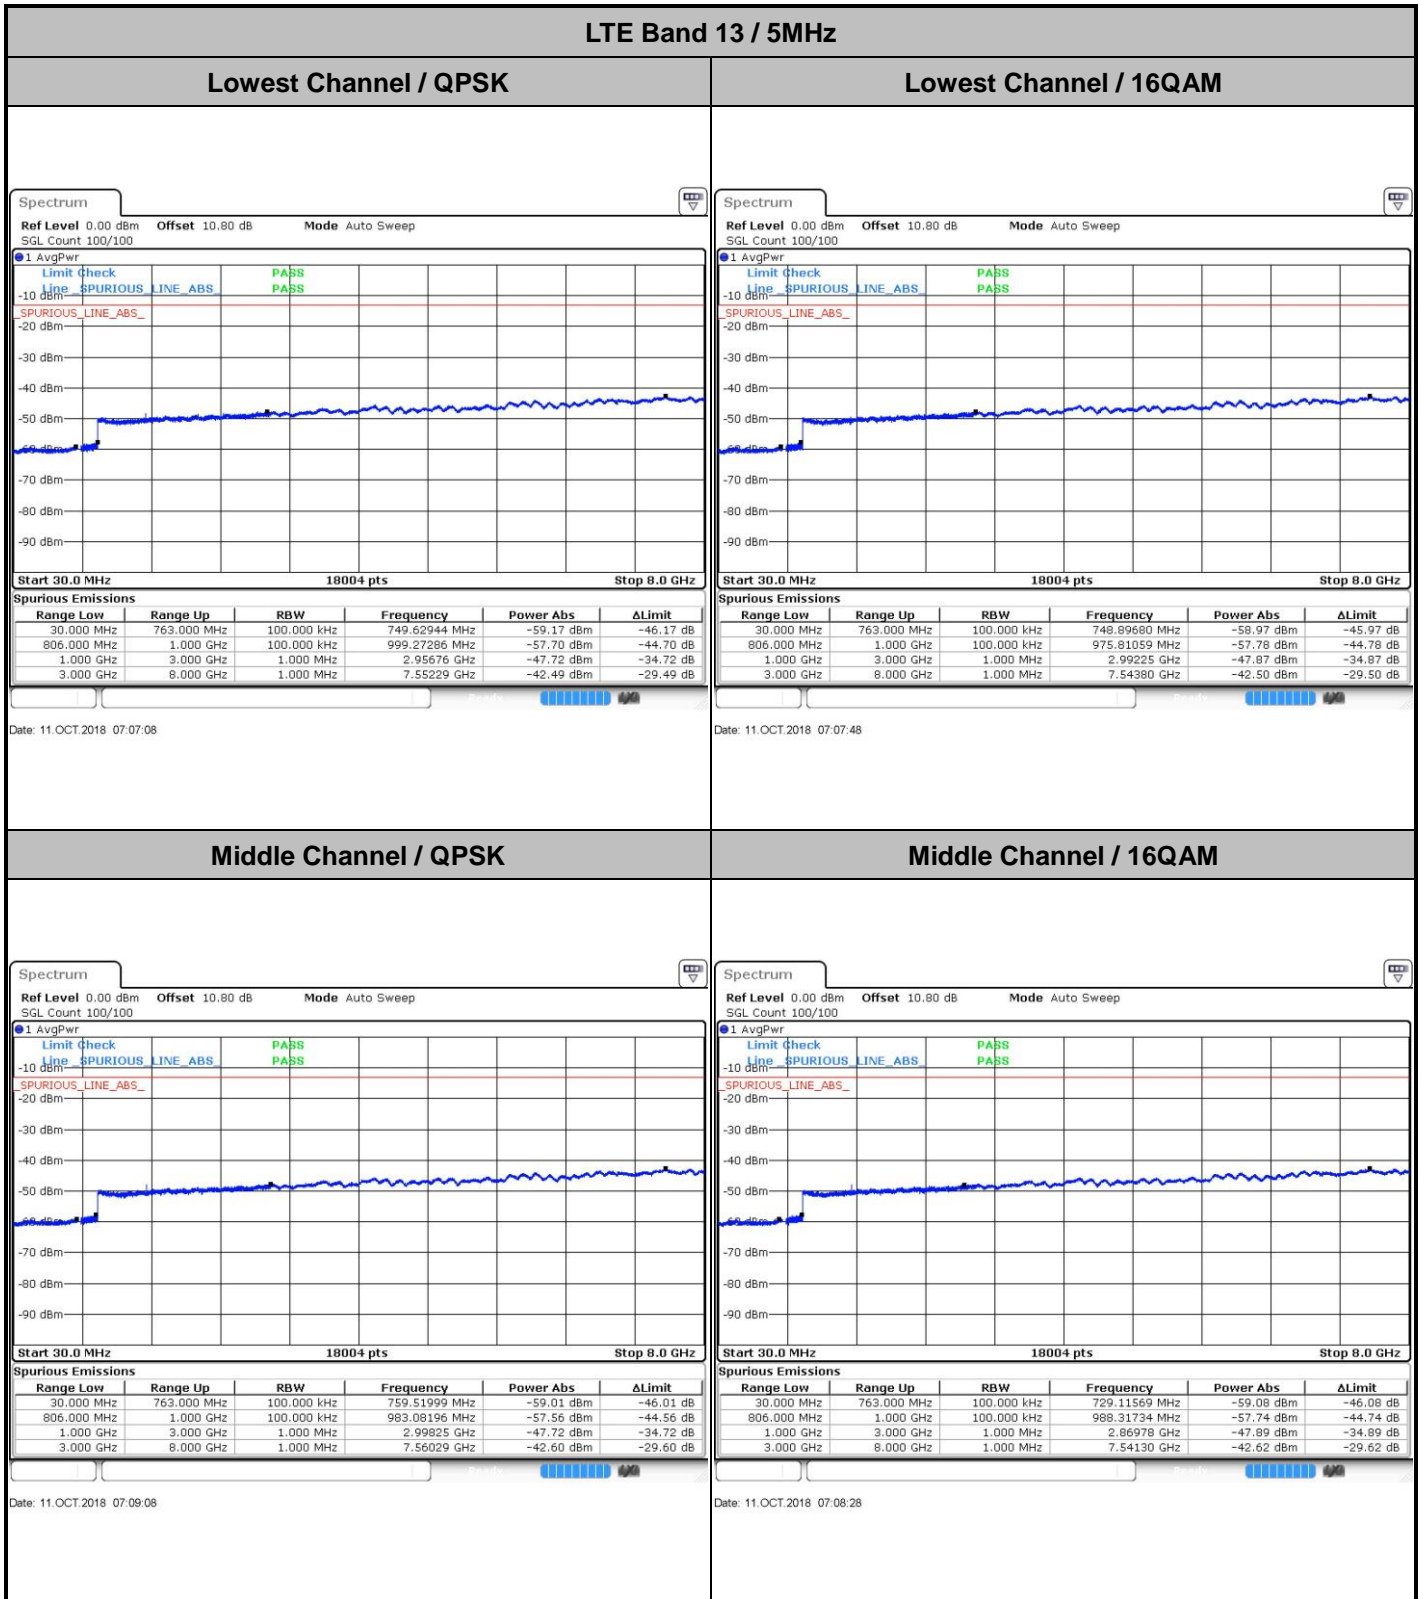 LTE Band 13 / 5MHz
Lowest Channel / QPSK
Lowest Channel / 16QAM
Spectrum
Ref Level 0.00 dBm Offset 10.80 dB Mode Auto Sweep
SGL Count 100/100
1 AvgPwr
Limit Check PASS
Line _SPURIOUS_LINE_ABS_ PASS
-10 dBm
_SPURIOUS_LINE_ABS_
-20 dBm
-30 dBm
-40 dBm
-50 dBm
-60 dBm
-70 dBm
-80 dBm
-90 dBm
Start 30.0 MHz 18004 pts Stop 8.0 GHz
Spurious Emissions
Range Low Range Up RBW Frequency Power Abs ΔLimit
30.000 MHz 763.000 MHz 100.000 kHz 749.62944 MHz -59.17 dBm -46.17 dB
806.000 MHz 1.000 GHz 100.000 kHz 999.27286 MHz -57.70 dBm -44.70 dB
1.000 GHz 3.000 GHz 1.000 MHz 2.95676 GHz -47.72 dBm -34.72 dB
3.000 GHz 8.000 GHz 1.000 MHz 7.55229 GHz -42.49 dBm -29.49 dB
Date: 11.OCT.2018 07:07:08
Spectrum
Ref Level 0.00 dBm Offset 10.80 dB Mode Auto Sweep
SGL Count 100/100
1 AvgPwr
Limit Check PASS
Line _SPURIOUS_LINE_ABS_ PASS
-10 dBm
_SPURIOUS_LINE_ABS_
-20 dBm
-30 dBm
-40 dBm
-50 dBm
-60 dBm
-70 dBm
-80 dBm
-90 dBm
Start 30.0 MHz 18004 pts Stop 8.0 GHz
Spurious Emissions
Range Low Range Up RBW Frequency Power Abs ΔLimit
30.000 MHz 763.000 MHz 100.000 kHz 748.89680 MHz -58.97 dBm -45.97 dB
806.000 MHz 1.000 GHz 100.000 kHz 975.81059 MHz -57.78 dBm -44.78 dB
1.000 GHz 3.000 GHz 1.000 MHz 2.99225 GHz -47.87 dBm -34.87 dB
3.000 GHz 8.000 GHz 1.000 MHz 7.54380 GHz -42.50 dBm -29.50 dB
Date: 11.OCT.2018 07:07:48
Middle Channel / QPSK
Middle Channel / 16QAM
Spectrum
Ref Level 0.00 dBm Offset 10.80 dB Mode Auto Sweep
SGL Count 100/100
1 AvgPwr
Limit Check PASS
Line _SPURIOUS_LINE_ABS_ PASS
-10 dBm
_SPURIOUS_LINE_ABS_
-20 dBm
-30 dBm
-40 dBm
-50 dBm
-60 dBm
-70 dBm
-80 dBm
-90 dBm
Start 30.0 MHz 18004 pts Stop 8.0 GHz
Spurious Emissions
Range Low Range Up RBW Frequency Power Abs ΔLimit
30.000 MHz 763.000 MHz 100.000 kHz 759.51999 MHz -59.01 dBm -46.01 dB
806.000 MHz 1.000 GHz 100.000 kHz 983.08196 MHz -57.56 dBm -44.56 dB
1.000 GHz 3.000 GHz 1.000 MHz 2.99825 GHz -47.72 dBm -34.72 dB
3.000 GHz 8.000 GHz 1.000 MHz 7.56029 GHz -42.60 dBm -29.60 dB
Date: 11.OCT.2018 07:09:08
Spectrum
Ref Level 0.00 dBm Offset 10.80 dB Mode Auto Sweep
SGL Count 100/100
1 AvgPwr
Limit Check PASS
Line _SPURIOUS_LINE_ABS_ PASS
-10 dBm
_SPURIOUS_LINE_ABS_
-20 dBm
-30 dBm
-40 dBm
-50 dBm
-60 dBm
-70 dBm
-80 dBm
-90 dBm
Start 30.0 MHz 18004 pts Stop 8.0 GHz
Spurious Emissions
Range Low Range Up RBW Frequency Power Abs ΔLimit
30.000 MHz 763.000 MHz 100.000 kHz 729.11569 MHz -59.08 dBm -46.08 dB
806.000 MHz 1.000 GHz 100.000 kHz 988.31734 MHz -57.74 dBm -44.74 dB
1.000 GHz 3.000 GHz 1.000 MHz 2.86978 GHz -47.89 dBm -34.89 dB
3.000 GHz 8.000 GHz 1.000 MHz 7.54130 GHz -42.62 dBm -29.62 dB
Date: 11.OCT.2018 07:08:28